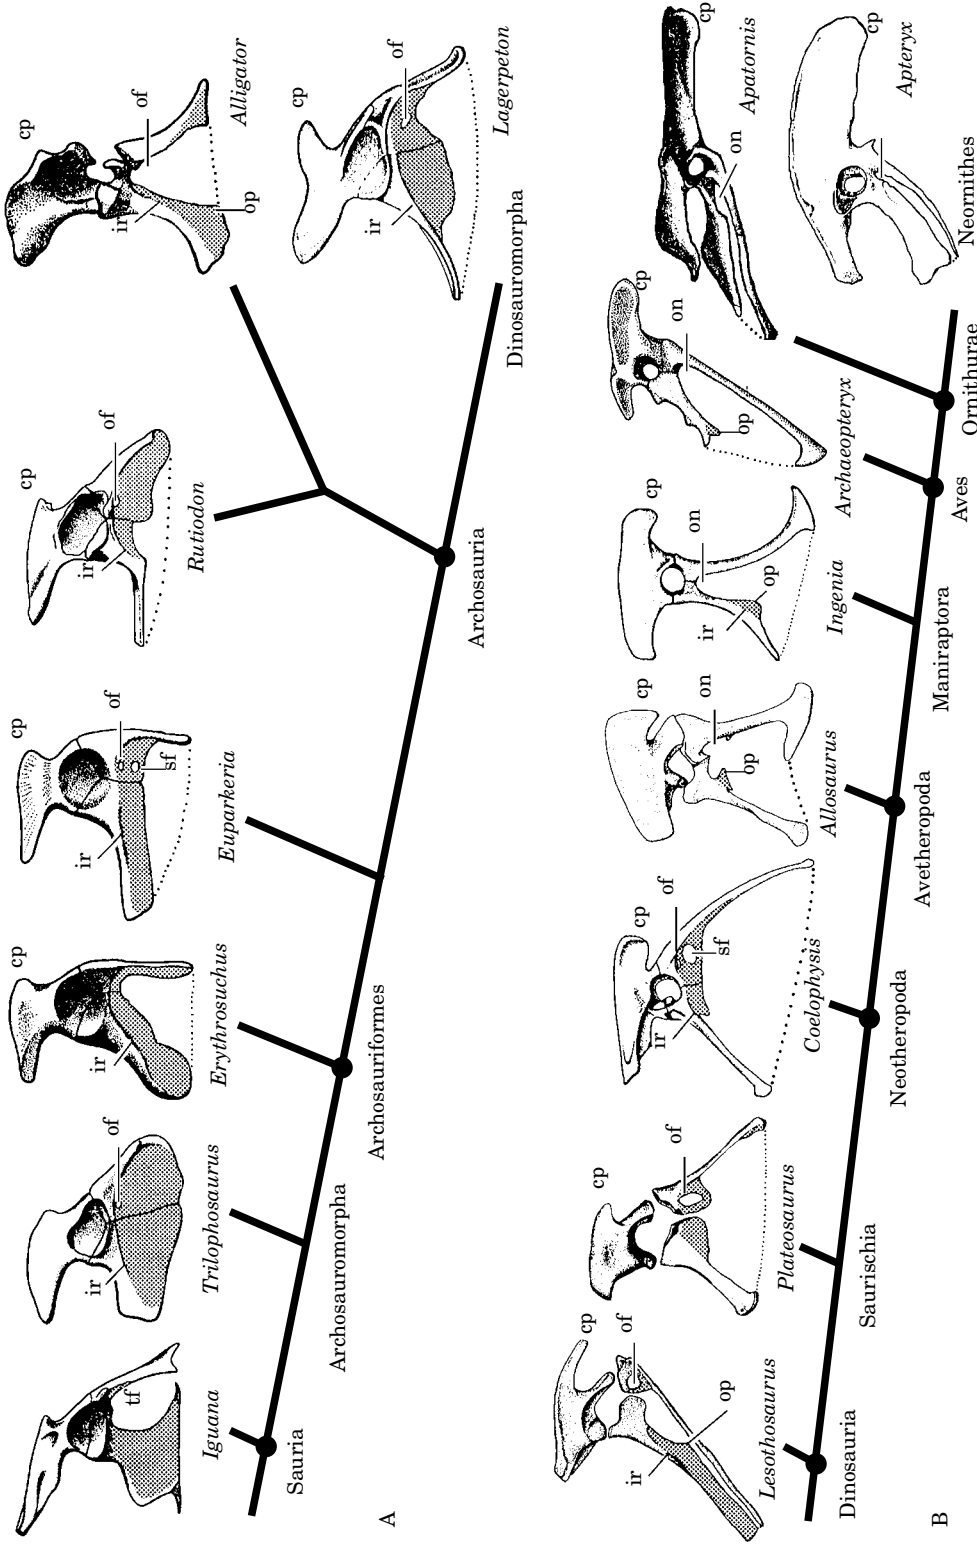 cp
of
ir
op
Alligator
cp
of
ir
Lagerpeton
Dinosauromorpha
cp
of
ir
Rutiodon
Archosauria
cp
of
sf
ir
Euparkeria
cp
ir
Erythrosuchus
Archosauriformes
of
ir
Trilophosaurus
Archosauromorpha
tf
Iguana
Sauria
A
cp
on
Apatornis
cp
Apteryx
Neornithes
Ornithurae
cp
on
op
Archaeopteryx
Aves
cp
on
ir
op
Ingenia
Maniraptora
cp
on
op
Allosaurus
Avetheropoda
cp
of
sf
ir
Coelophysis
Neotheropoda
cp
of
Plateosaurus
Saurischia
cp
of
ir
op
Lesothosaurus
Dinosauria
B